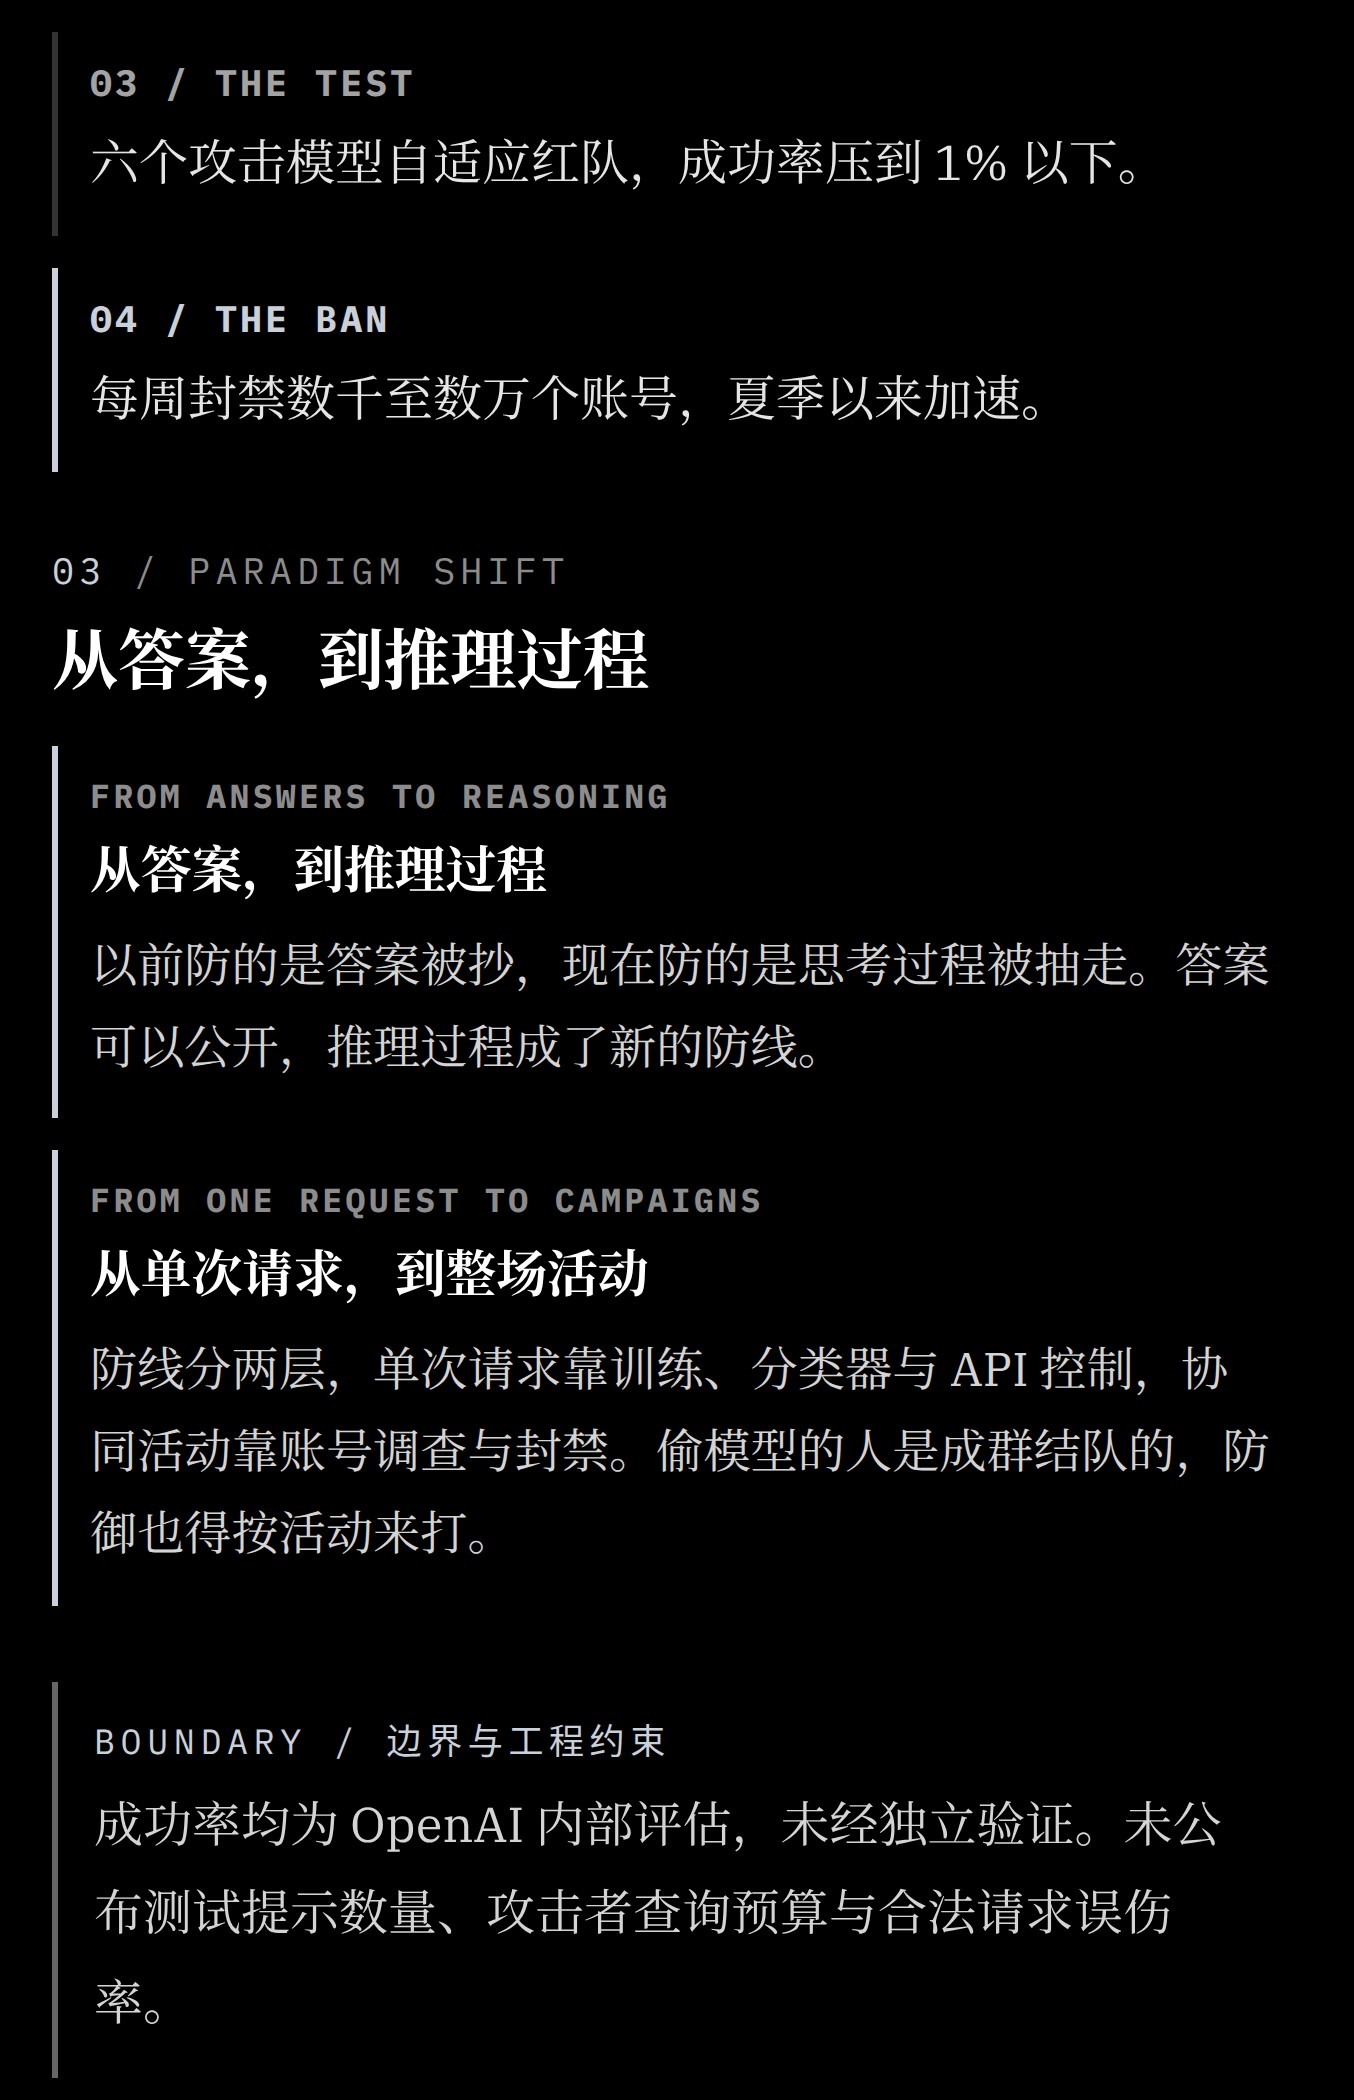 03 / THE TEST
六个攻击模型自适应红队，成功率压到 1% 以下。
04 / THE BAN
每周封禁数千至数万个账号，夏季以来加速。
03 / PARADIGM SHIFT
从答案，到推理过程
FROM ANSWERS TO REASONING
从答案，到推理过程
以前防的是答案被抄，现在防的是思考过程被抽走。答案
可以公开，推理过程成了新的防线。
FROM ONE REQUEST TO CAMPAIGNS
从单次请求，到整场活动
防线分两层，单次请求靠训练、分类器与 API 控制，协
同活动靠账号调查与封禁。偷模型的人是成群结队的，防
御也得按活动来打。
BOUNDARY / 边界与工程约束
成功率均为 OpenAI 内部评估，未经独立验证。未公
布测试提示数量、攻击者查询预算与合法请求误伤
率。